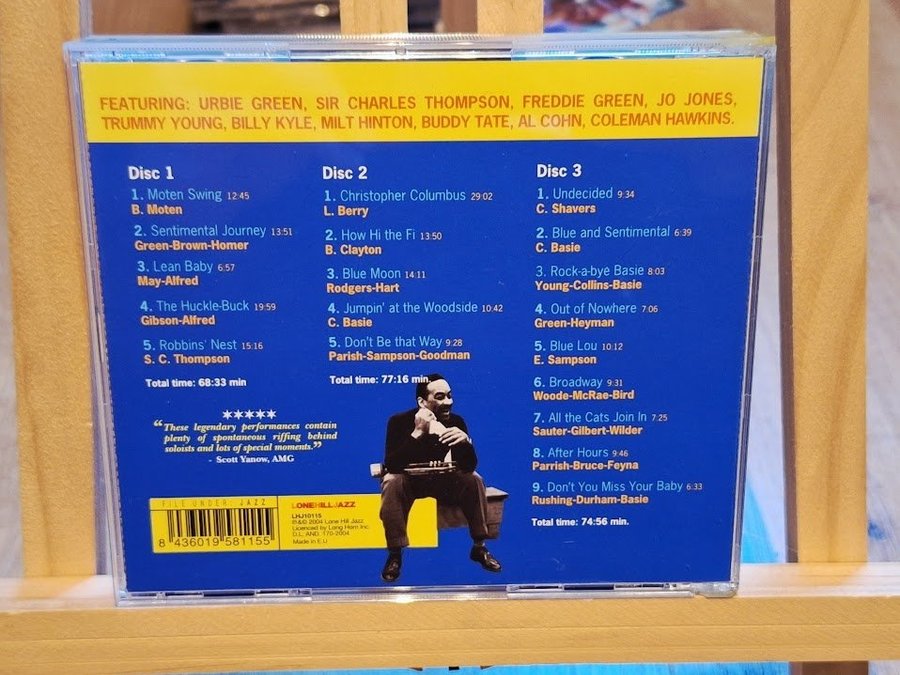 FEATURING: URBIE GREEN, SIR CHARLES THOMPSON, FREDDIE GREEN, JO JONES,
TRUMMY YOUNG, BILLY KYLE, MILT HINTON, BUDDY TATE, AL COHN, COLEMAN HAWKINS.
Disc 1
1. Moten Swing 12:45
B. Moten
2. Sentimental Journey 13:51
Green-Brown-Homer
3. Lean Baby 6:57
May-Alfred
4. The Huckle-Buck 19:59
Gibson-Alfred
5. Robbins' Nest 15:16
S. C. Thompson
Total time: 68:33 min
★★★★★
"These legendary performances contain
plenty of spontaneous riffing behind
soloists and lots of special moments."
- Scott Yanow, AMG
Disc 2
1. Christopher Columbus 29:02
L. Berry
2. How Hi the Fi 13:50
B. Clayton
3. Blue Moon 14:11
Rodgers-Hart
4. Jumpin' at the Woodside 10:42
C. Basie
5. Don't Be that Way 9:28
Parish-Sampson-Goodman
Total time: 77:16 min.
Disc 3
1. Undecided 9:34
C. Shavers
2. Blue and Sentimental 6:39
C. Basie
3. Rock-a-bye Basie 8:03
Young-Collins-Basie
4. Out of Nowhere 7:06
Green-Heyman
5. Blue Lou 10:12
E. Sampson
6. Broadway 9:31
Woode-McRae-Bird
7. All the Cats Join In 7:25
Sauter-Gilbert-Wilder
8. After Hours 9:46
Parrish-Bruce-Feyna
9. Don't You Miss Your Baby 6:33
Rushing-Durham-Basie
Total time: 74:56 min.
FILE UNDER JAZZ
8 436019 581155
LONEHILLJAZZ
LHJ10115
℗&© 2004 Lone Hill Jazz
Licenced by Long Horn Inc.
D.L. AND. 170-2004
Made in E.U